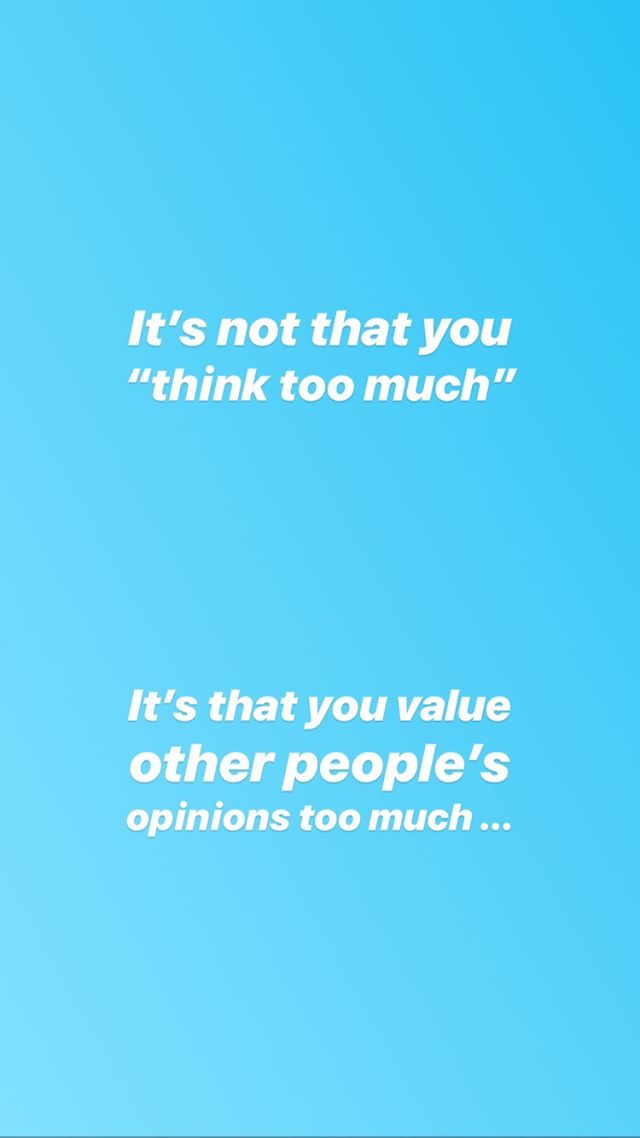 It’s not that you
“think too much”
It’s that you value
other people’s
opinions too much ...